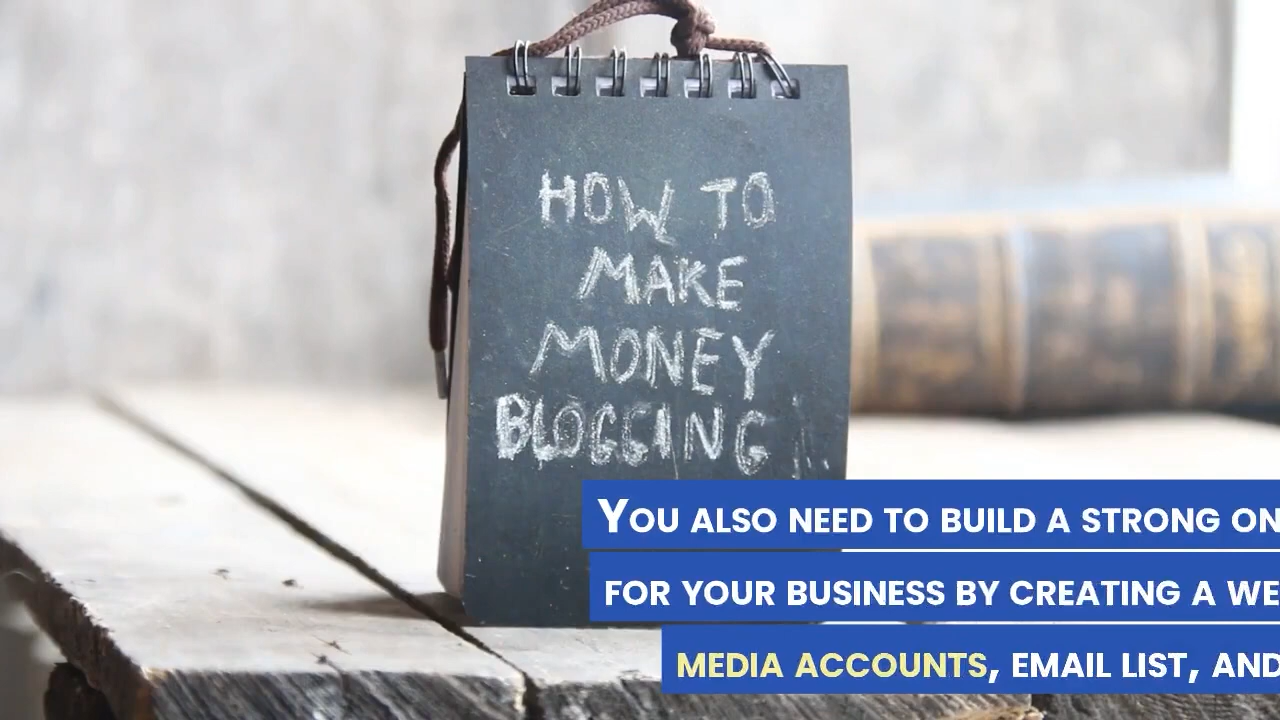 HOW TO
MAKE
MONEY
BLOGGING
YOU ALSO NEED TO BUILD A STRONG ON
FOR YOUR BUSINESS BY CREATING A WE
MEDIA ACCOUNTS, EMAIL LIST, AND